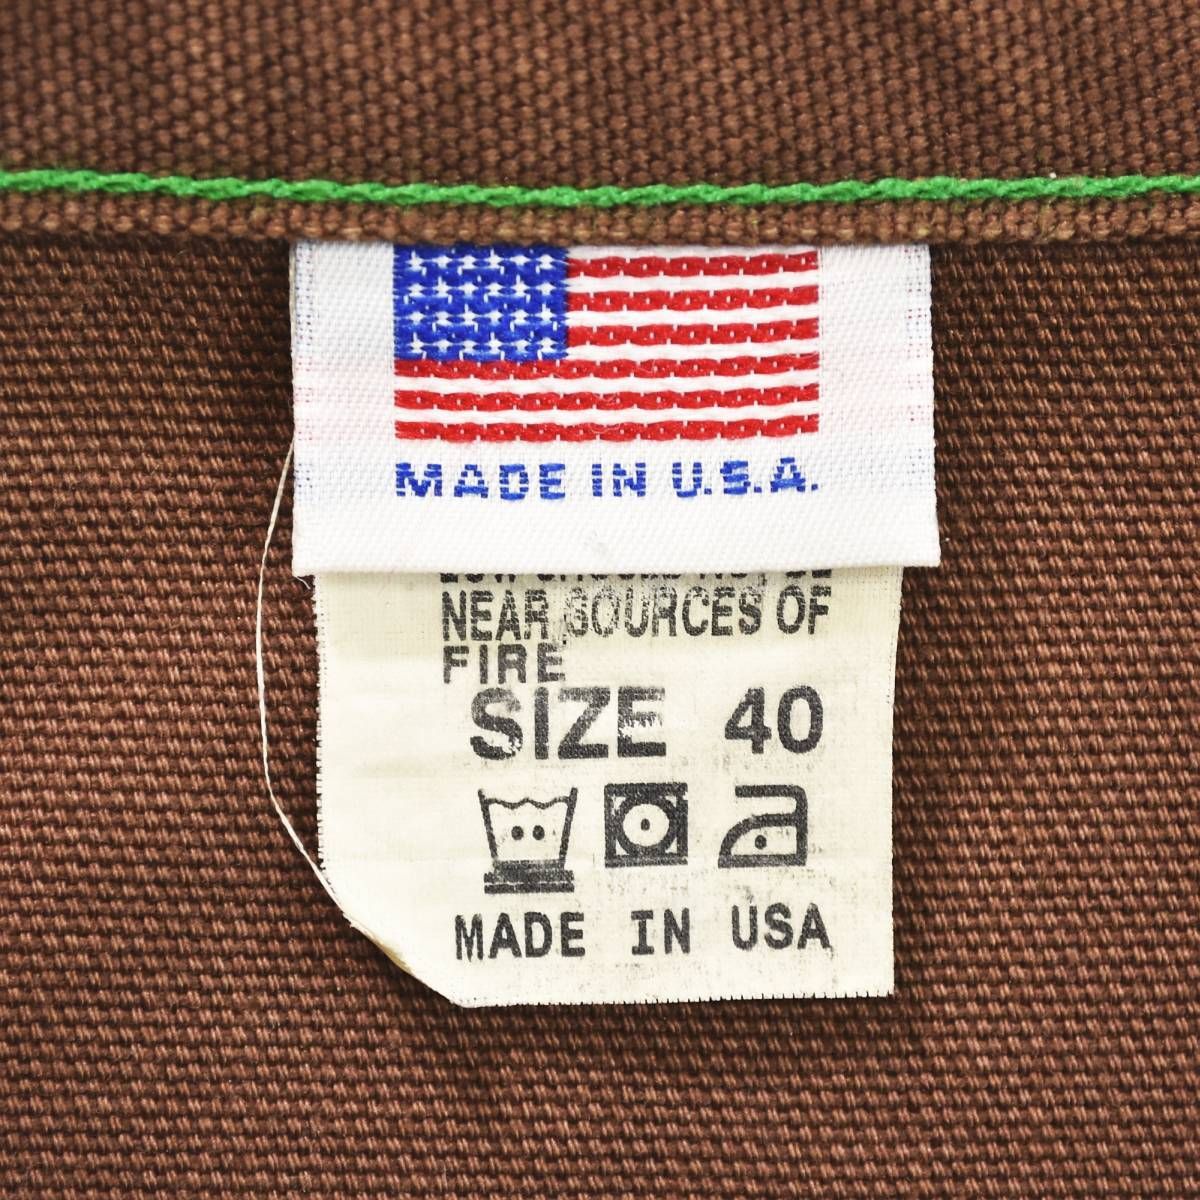 MADE IN U.S.A.
NEAR SOURCES OF
FIRE
SIZE 40
MADE IN USA